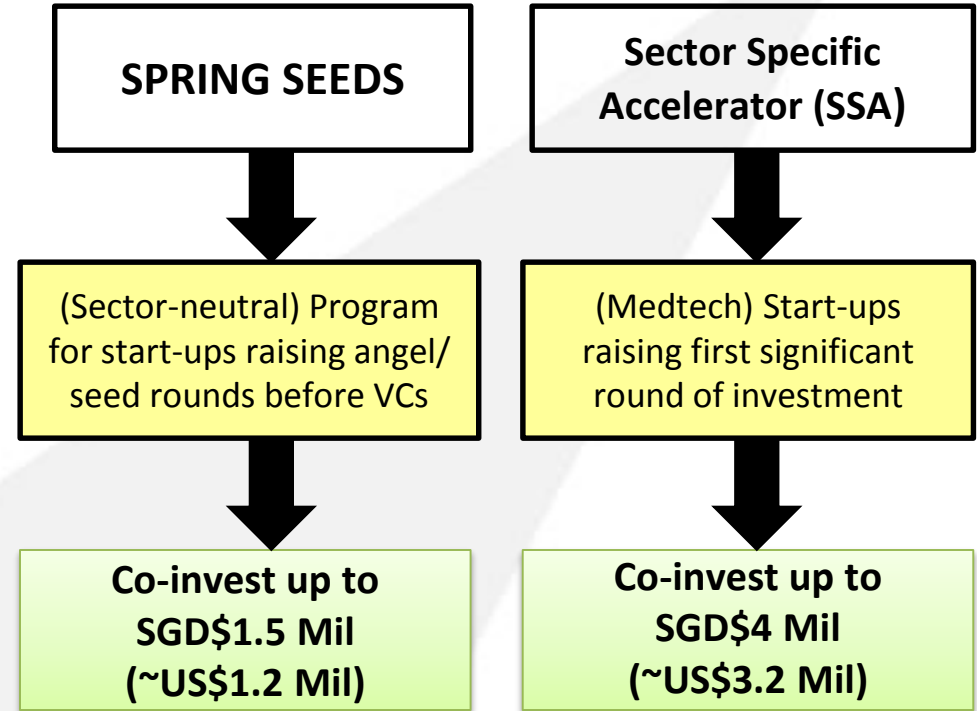 SPRING SEEDS
(Sector-neutral) Program
for start-ups raising angel/
seed rounds before VCs
Co-invest up to
SGD$1.5 Mil
(~US$1.2 Mil)
Sector Specific
Accelerator (SSA)
(Medtech) Start-ups
raising first significant
round of investment
Co-invest up to
SGD$4 Mil
(~US$3.2 Mil)